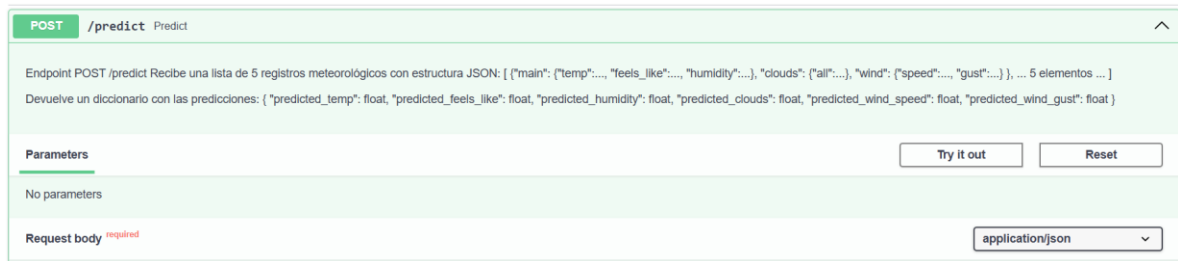 POST /predict Predict
Endpoint POST /predict Recibe una lista de 5 registros meteorológicos con estructura JSON: [ {"main": {"temp":..., "feels_like":..., "humidity":...}, "clouds": {"all":...}, "wind": {"speed":..., "gust":...} }, ... 5 elementos ... ]
Devuelve un diccionario con las predicciones: { "predicted_temp": float, "predicted_feels_like": float, "predicted_humidity": float, "predicted_clouds": float, "predicted_wind_speed": float, "predicted_wind_gust": float }
Parameters Try it out Reset
No parameters
Request body required application/json